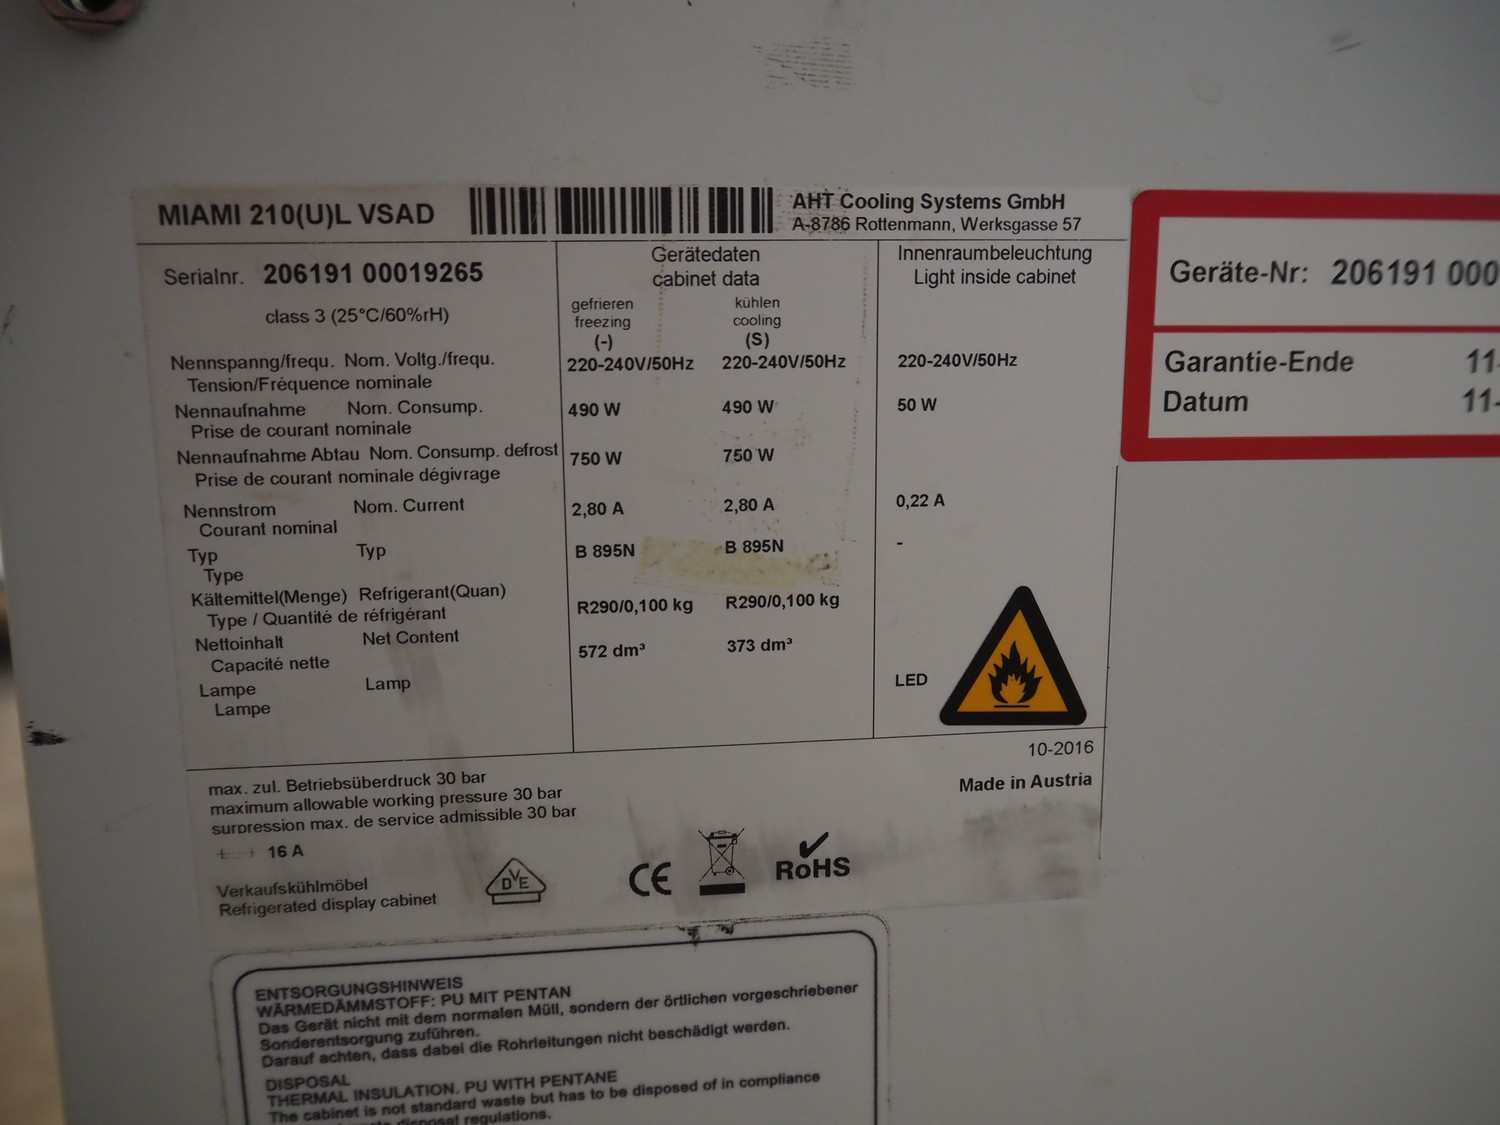 MIAMI 210(U)L VSAD
AHT Cooling Systems GmbH
A-8786 Rottenmann, Werksgasse 57
Serialnr. 206191 00019265
class 3 (25°C/60%rH)
Gerätedaten
cabinet data
gefrieren kühlen
freezing cooling
(-) (S)
Innenraumbeleuchtung
Light inside cabinet
Nennspanng/frequ. Nom. Voltg./frequ. 220-240V/50Hz 220-240V/50Hz 220-240V/50Hz
Tension/Fréquence nominale
Nennaufnahme Nom. Consump. 490 W 490 W 50 W
Prise de courant nominale
Nennaufnahme Abtau Nom. Consump. defrost 750 W 750 W
Prise de courant nominale dégivrage
Nennstrom Nom. Current 2,80 A 2,80 A 0,22 A
Courant nominal
Typ Typ B 895N B 895N -
Type
Kältemittel(Menge) Refrigerant(Quan) R290/0,100 kg R290/0,100 kg
Type / Quantité de réfrigérant
Nettoinhalt Net Content 572 dm³ 373 dm³
Capacité nette
Lampe Lamp LED
Lampe
10-2016
Made in Austria
max. zul. Betriebsüberdruck 30 bar
maximum allowable working pressure 30 bar
surpression max. de service admissible 30 bar
16 A
Verkaufskühlmöbel
Refrigerated display cabinet
DVE
CE
RoHS
Geräte-Nr: 206191 000
Garantie-Ende 11-
Datum 11-
ENTSORGUNGSHINWEIS
WÄRMEDÄMMSTOFF: PU MIT PENTAN
Das Gerät nicht mit dem normalen Müll, sondern der örtlichen vorgeschriebener
Sonderentsorgung zuführen.
Darauf achten, dass dabei die Rohrleitungen nicht beschädigt werden.
DISPOSAL
THERMAL INSULATION. PU WITH PENTANE
The cabinet is not standard waste but has to be disposed of in compliance
disposal regulations.